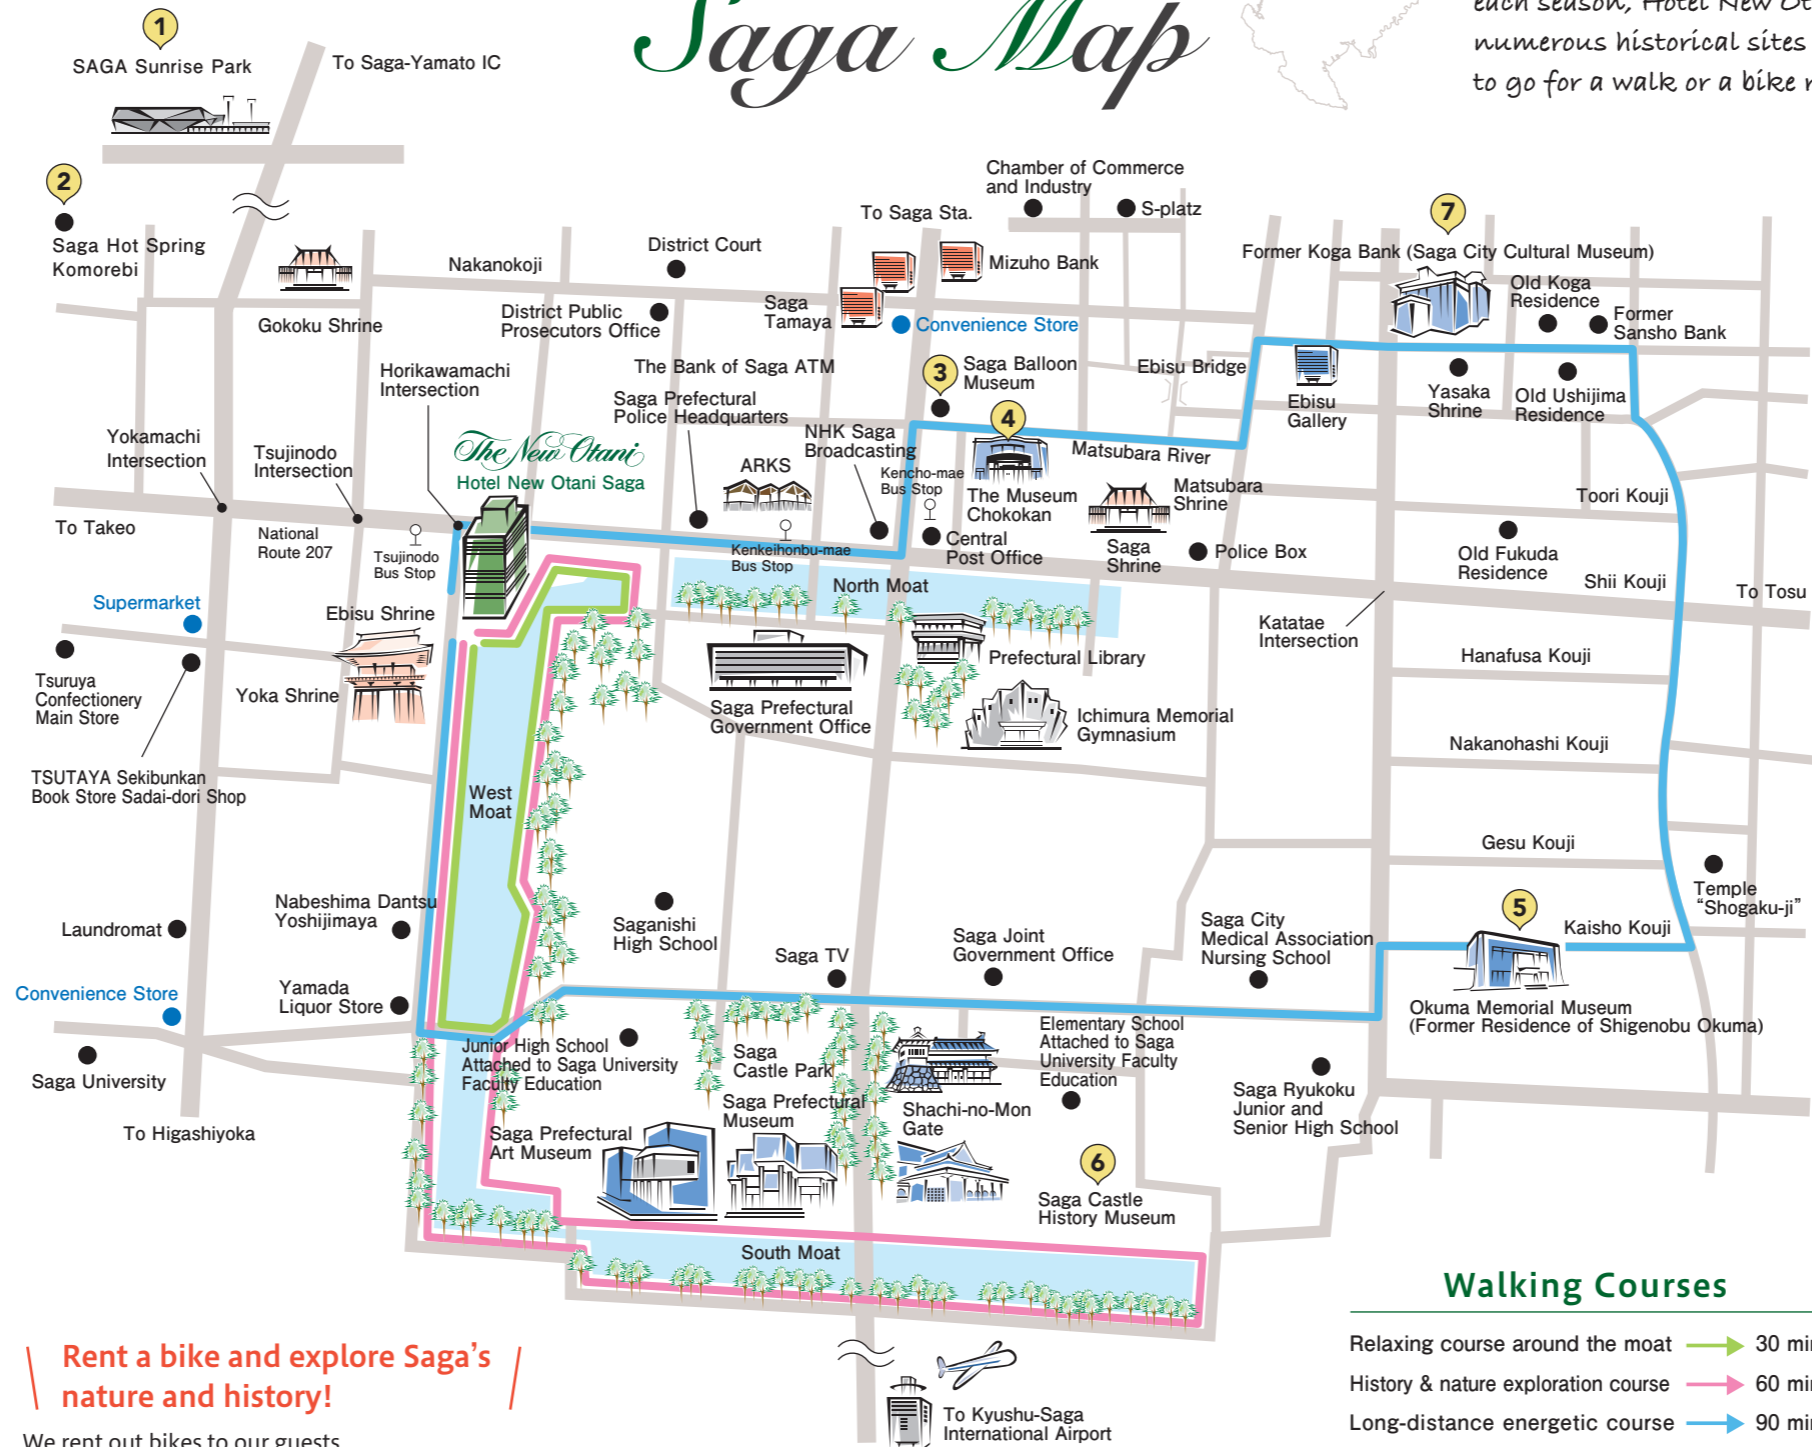 Saga Map
each season, Hotel New
numerous historical sites
to go for a walk or a bike
1
SAGA Sunrise Park
To Saga-Yamato IC
2
Saga Hot Spring
Komorebi
Gokoku Shrine
Nakanokoji
District Court
District Public
Prosecutors Office
To Saga Sta.
Chamber of Commerce
and Industry
S-platz
Mizuho Bank
Saga
Tamaya
Convenience Store
7
Former Koga Bank (Saga City Cultural Museum)
Old Koga
Residence
Former
Sansho Bank
Horikawamachi
Intersection
The Bank of Saga ATM
Saga Prefectural
Police Headquarters
3
Saga Balloon
Museum
Ebisu Bridge
Ebisu
Gallery
Yasaka
Shrine
Old Ushijima
Residence
Yokamachi
Intersection
Tsujinodo
Intersection
The New Otani
Hotel New Otani Saga
ARKS
NHK Saga
Broadcasting
Kencho-mae
Bus Stop
4
The Museum
Chokokan
Matsubara River
Matsubara
Shrine
Toori Kouji
To Takeo
National
Route 207
Tsujinodo
Bus Stop
Kenkeihonbu-mae
Bus Stop
Central
Post Office
Saga
Shrine
Police Box
Old Fukuda
Residence
Shii Kouji
To Tosu
North Moat
Supermarket
Ebisu Shrine
Katatae
Intersection
Tsuruya
Confectionery
Main Store
Yoka Shrine
Saga Prefectural
Government Office
Prefectural Library
Ichimura Memorial
Gymnasium
Hanafusa Kouji
TSUTAYA Sekibunkan
Book Store Sadai-dori Shop
West
Moat
Nakanohashi Kouji
Gesu Kouji
Temple
“Shogaku-ji”
Laundromat
Nabeshima Dantsu
Yoshijimaya
Saganishi
High School
Saga TV
Saga Joint
Government Office
Saga City
Medical Association
Nursing School
5
Kaisho Kouji
Convenience Store
Yamada
Liquor Store
Okuma Memorial Museum
(Former Residence of Shigenobu Okuma)
Saga University
Junior High School
Attached to Saga University
Faculty Education
Saga
Castle Park
Elementary School
Attached to Saga
University Faculty
Education
To Higashiyoka
Saga Prefectural
Art Museum
Saga Prefectural
Museum
Shachi-no-Mon
Gate
Saga Ryukoku
Junior and
Senior High School
6
Saga Castle
History Museum
South Moat
Rent a bike and explore Saga’s
nature and history!
We rent out bikes to our guests
To Kyushu-Saga
International Airport
Walking Courses
Relaxing course around the moat 30
History & nature exploration course 60
Long-distance energetic course 90